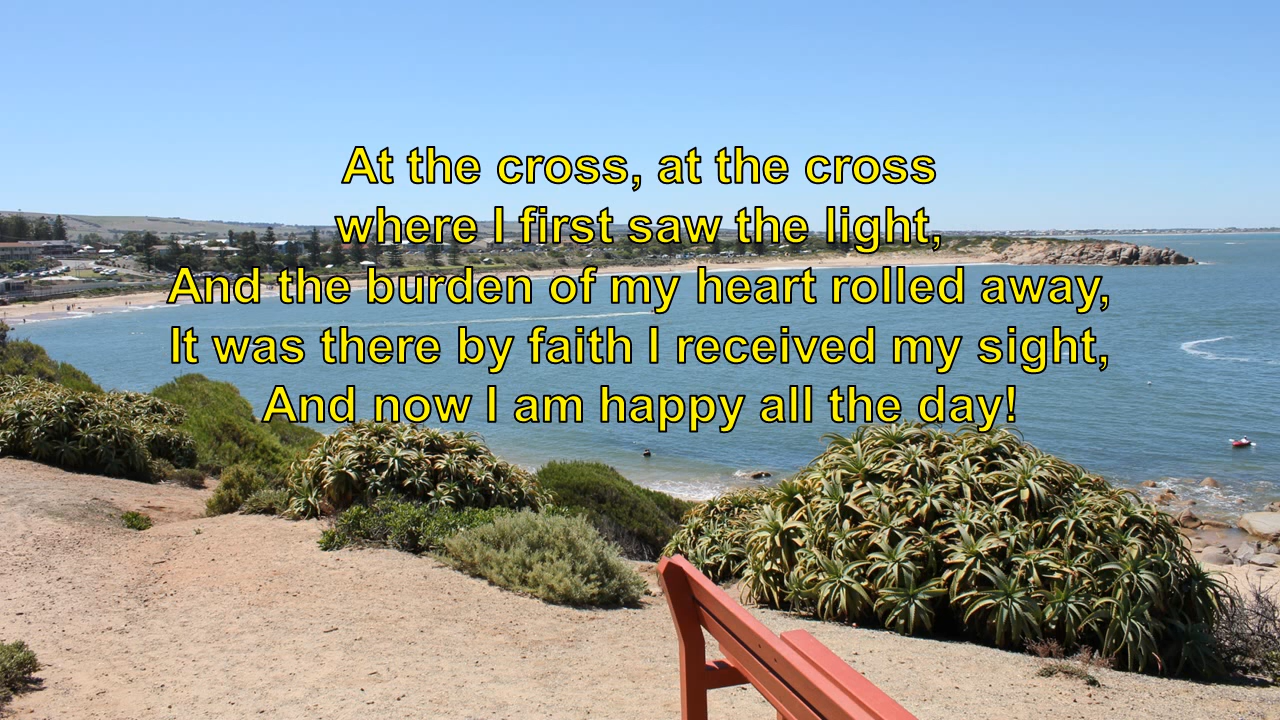 At the cross, at the cross
where I first saw the light,
And the burden of my heart rolled away,
It was there by faith I received my sight,
And now I am happy all the day!